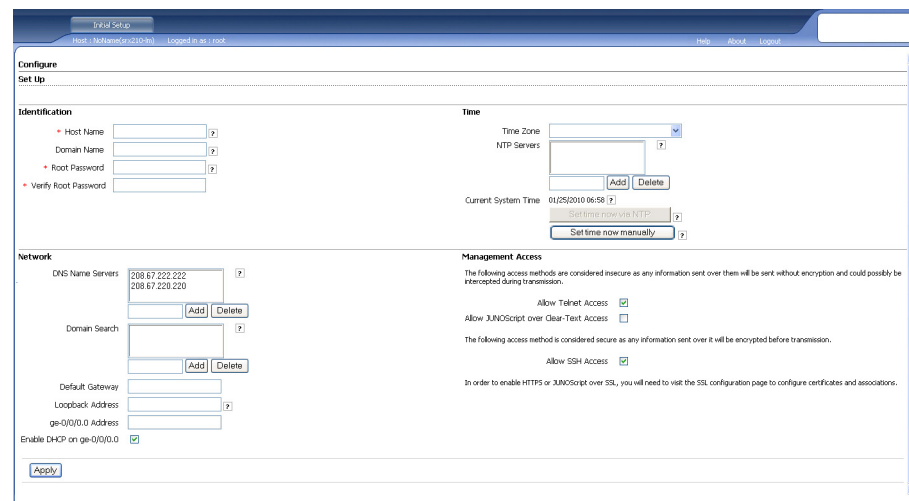 Initial Setup
Host : NoName(srx210-lm) Logged in as : root
Help About Logout
Configure
Set Up
Identification
* Host Name ?
Domain Name ?
* Root Password ?
* Verify Root Password
Time
Time Zone
NTP Servers ?
Add Delete
Current System Time 01/25/2010 06:58 ?
Set time now via NTP ?
Set time now manually ?
Network
DNS Name Servers ?
208.67.222.222
208.67.220.220
Add Delete
Domain Search ?
Add Delete
Default Gateway
Loopback Address ?
ge-0/0/0.0 Address
Enable DHCP on ge-0/0/0.0
Management Access
The following access methods are considered insecure as any information sent over them will be sent without encryption and could possibly be
intercepted during transmission.
Allow Telnet Access
Allow JUNOScript over Clear-Text Access
The following access method is considered secure as any information sent over it will be encrypted before transmission.
Allow SSH Access
In order to enable HTTPS or JUNOScript over SSL, you will need to visit the SSL configuration page to configure certificates and associations.
Apply